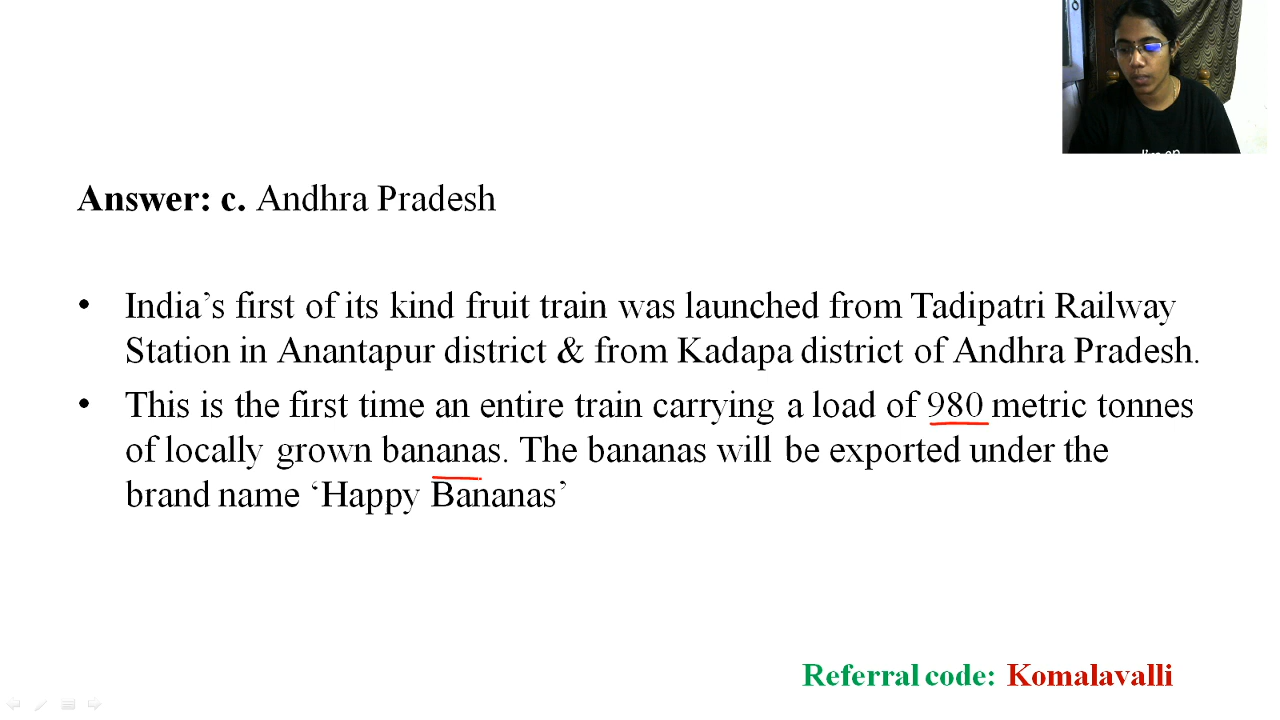 Answer: c. Andhra Pradesh
• India’s first of its kind fruit train was launched from Tadipatri Railway
Station in Anantapur district & from Kadapa district of Andhra Pradesh.
• This is the first time an entire train carrying a load of 980 metric tonnes
of locally grown bananas. The bananas will be exported under the
brand name ‘Happy Bananas’
Referral code: Komalavalli